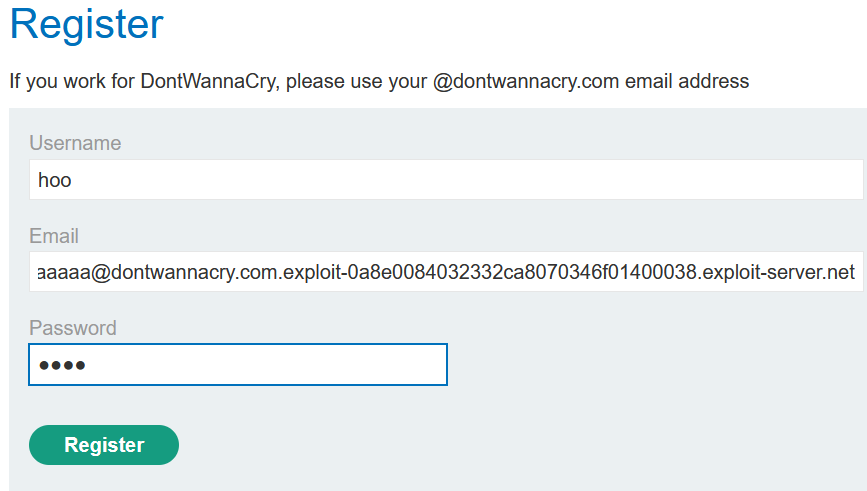 Register
If you work for DontWannaCry, please use your @dontwannacry.com email address
Username
hoo
Email
aaaaa@dontwannacry.com.exploit-0a8e0084032332ca8070346f01400038.exploit-server.net
Password
●●●●
Register